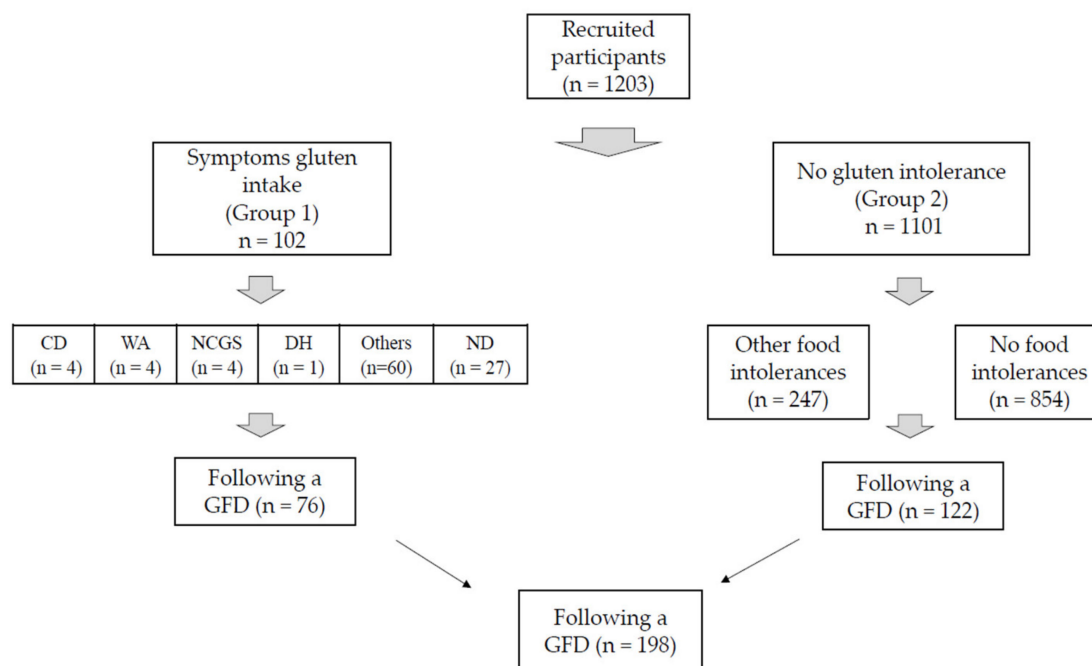 Recruited
participants
(n = 1203)
Symptoms gluten
intake
(Group 1)
n = 102
No gluten intolerance
(Group 2)
n = 1101
CD
(n = 4)
WA
(n = 4)
NCGS
(n = 4)
DH
(n = 1)
Others
(n=60)
ND
(n = 27)
Other food
intolerances
(n = 247)
No food
intolerances
(n = 854)
Following a
GFD (n = 76)
Following a
GFD (n = 122)
Following a
GFD (n = 198)